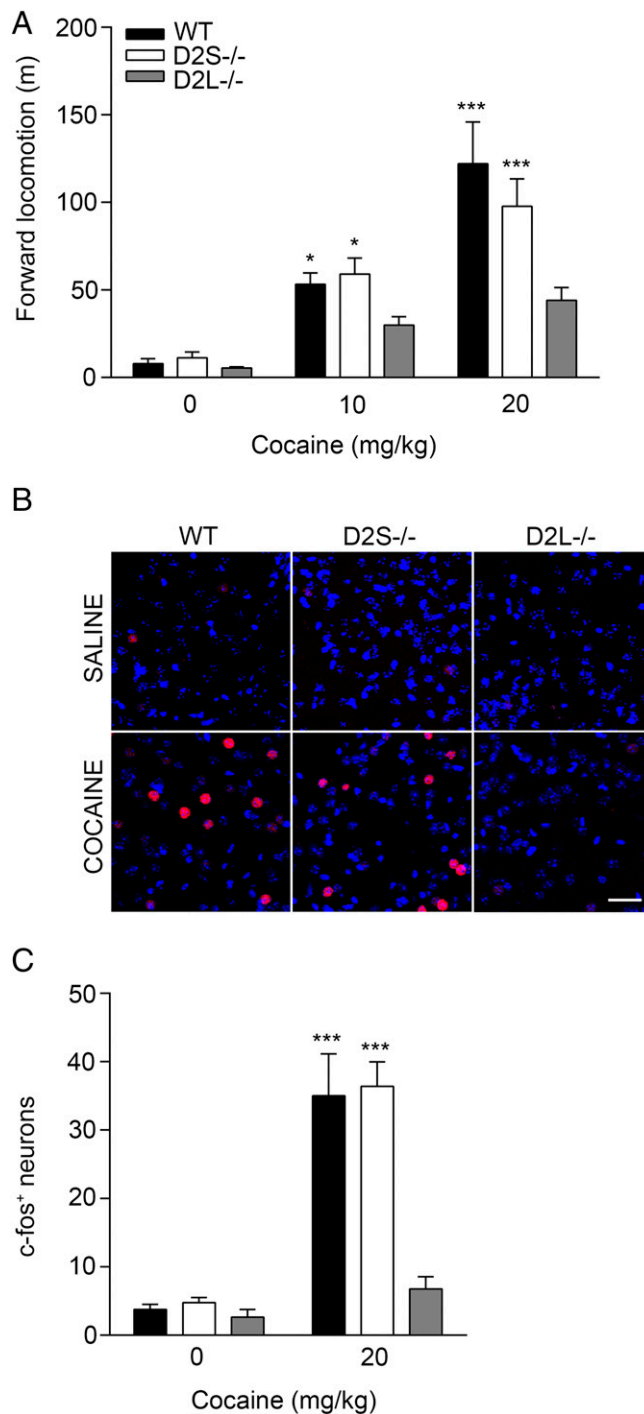 A
WT
D2S-/-
D2L-/-
Forward locomotion (m)
200
150
100
50
0
*
*
***
***
0 10 20
Cocaine (mg/kg)
B
WT D2S-/- D2L-/-
SALINE
COCAINE
C
c-fos⁺ neurons
50
40
30
20
10
0
*** ***
0 20
Cocaine (mg/kg)